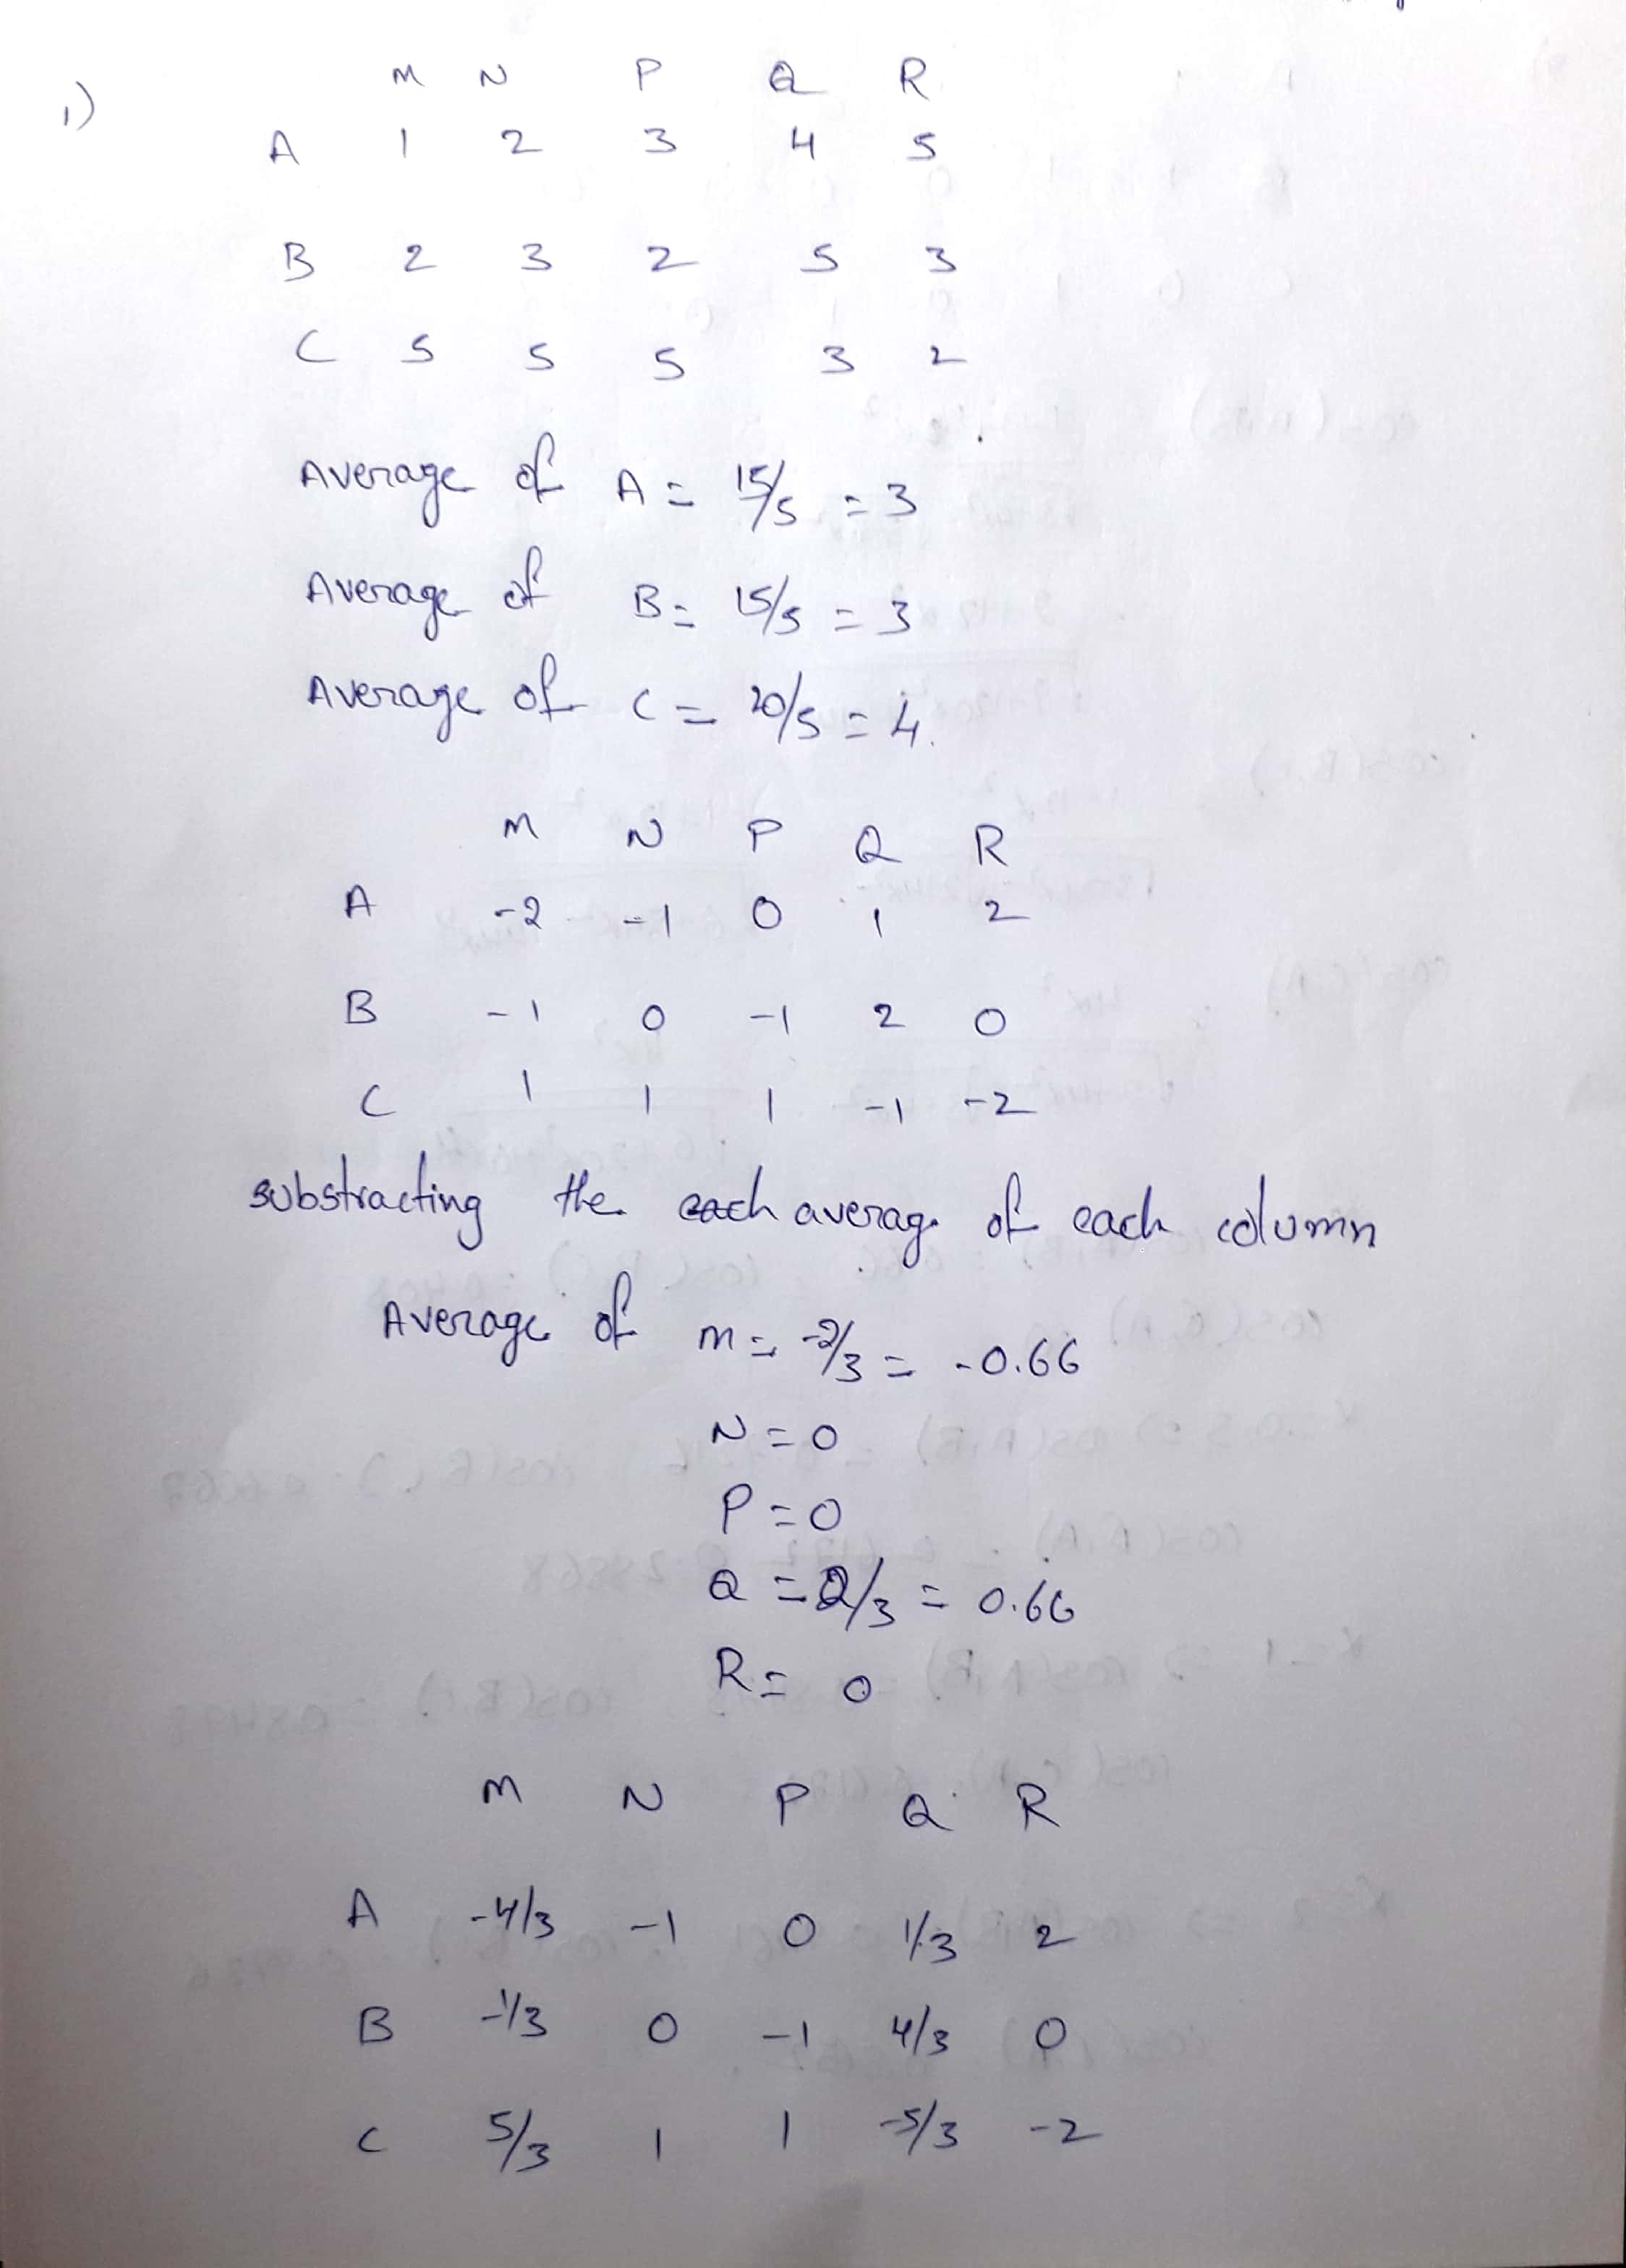 1)
M N P Q R
A 1 2 3 4 5
B 2 3 2 5 3
C 5 5 5 3 2
Average of A = 15/5 = 3
Average of B = 15/5 = 3
Average of C = 20/5 = 4.
M N P Q R
A -2 -1 0 1 2
B -1 0 -1 2 0
C 1 1 1 -1 -2
substracting the each average of each column
Average of M = -2/3 = -0.66
N = 0
P = 0
Q = 2/3 = 0.66
R = 0
M N P Q R
A -4/3 -1 0 1/3 2
B -1/3 0 -1 4/3 0
C 5/3 1 1 -5/3 -2